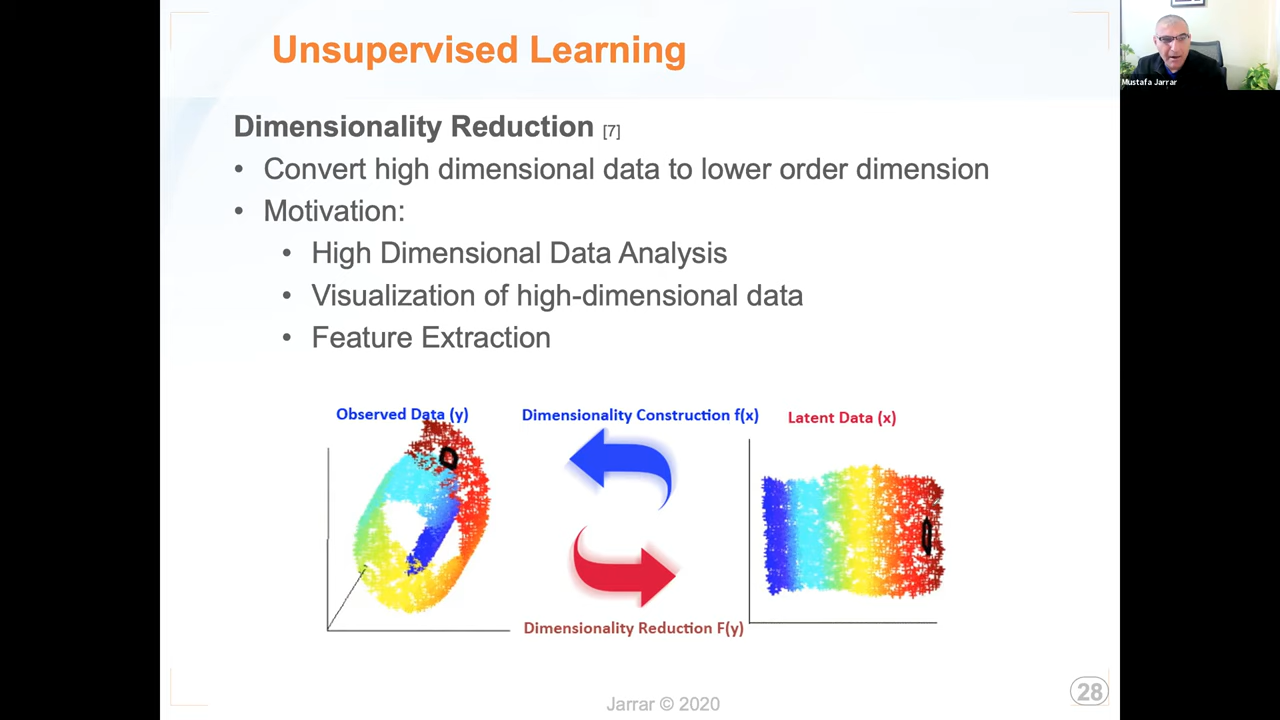 Unsupervised Learning
Mustafa Jarrar
Dimensionality Reduction [7]
• Convert high dimensional data to lower order dimension
• Motivation:
• High Dimensional Data Analysis
• Visualization of high-dimensional data
• Feature Extraction
Observed Data (y)
Dimensionality Construction f(x)
Latent Data (x)
Dimensionality Reduction F(y)
Jarrar © 2020
28